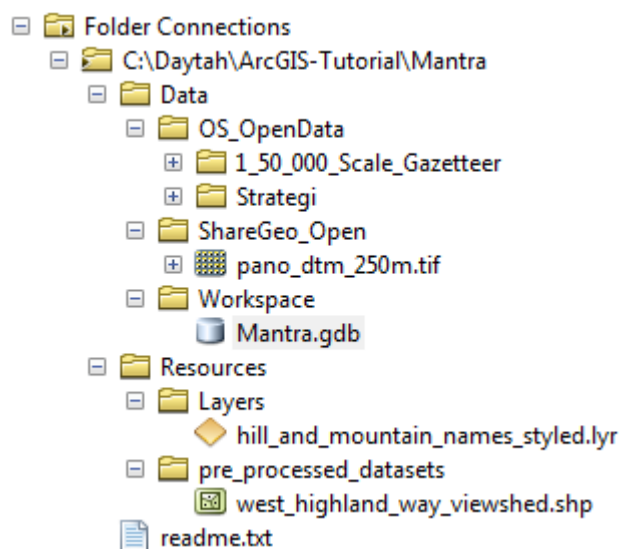 Folder Connections
C:\Daytah\ArcGIS-Tutorial\Mantra
Data
OS_OpenData
1_50_000_Scale_Gazetteer
Strategi
ShareGeo_Open
pano_dtm_250m.tif
Workspace
Mantra.gdb
Resources
Layers
hill_and_mountain_names_styled.lyr
pre_processed_datasets
west_highland_way_viewshed.shp
readme.txt